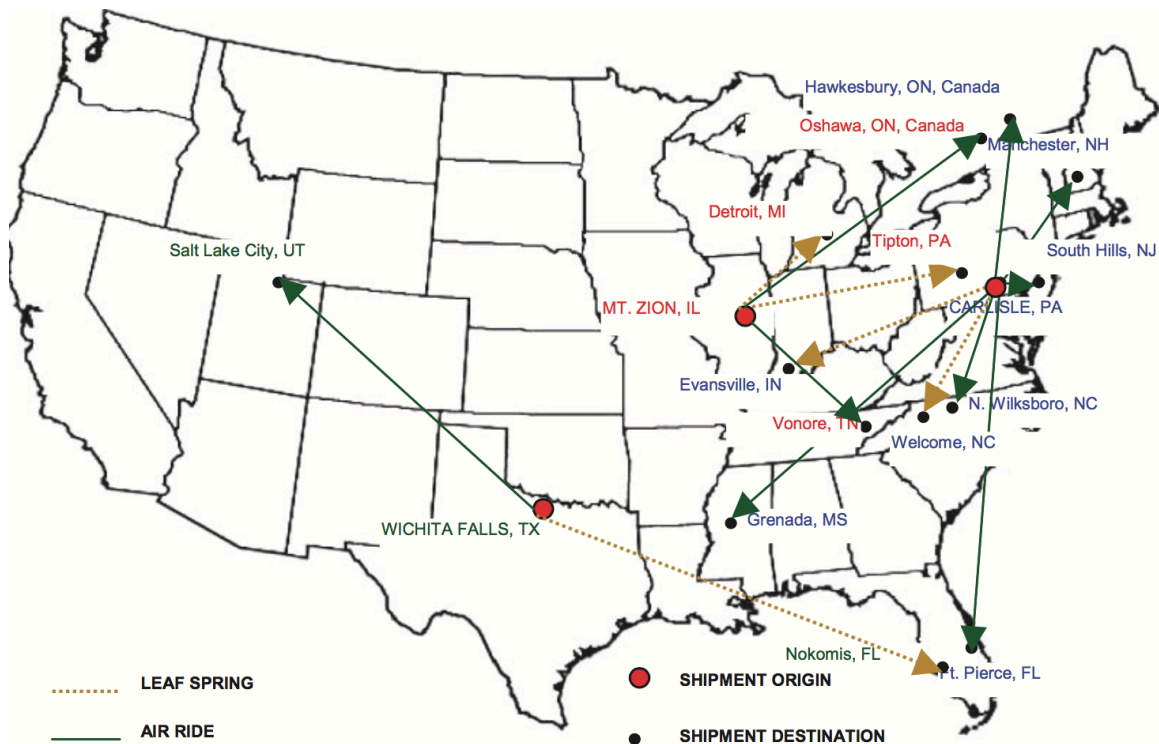 Hawkesbury, ON, Canada
Oshawa, ON, Canada
Manchester, NH
Detroit, MI
Tipton, PA
South Hills, NJ
Salt Lake City, UT
MT. ZION, IL
CARLISLE, PA
Evansville, IN
N. Wilksboro, NC
Vonore, TN
Welcome, NC
Grenada, MS
WICHITA FALLS, TX
Nokomis, FL
Ft. Pierce, FL
LEAF SPRING
SHIPMENT ORIGIN
AIR RIDE
SHIPMENT DESTINATION